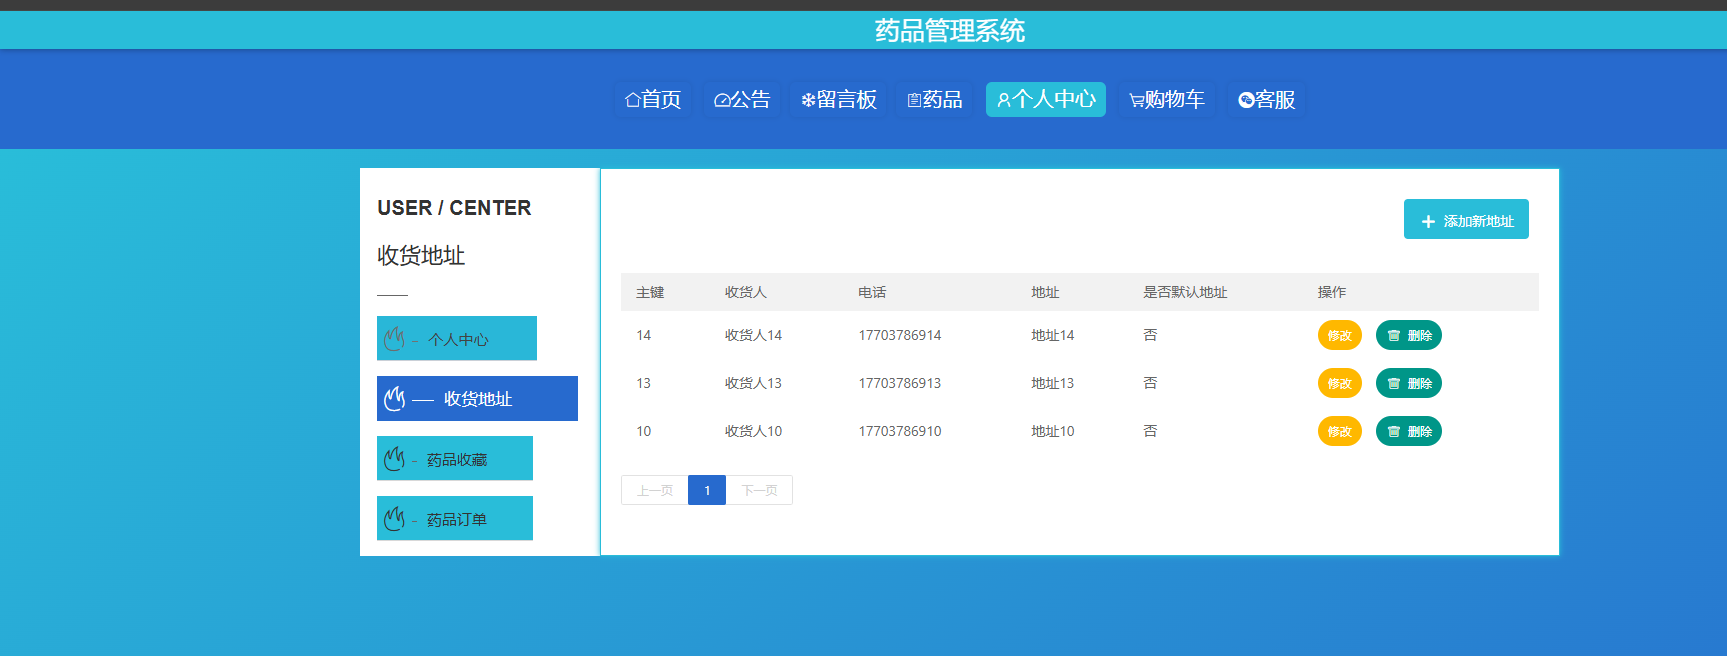 药品管理系统
首页 公告 留言板 药品 个人中心 购物车 客服
USER / CENTER
收货地址
个人中心
收货地址
药品收藏
药品订单
添加新地址
主键 收货人 电话 地址 是否默认地址 操作
14 收货人14 17703786914 地址14 否 修改 删除
13 收货人13 17703786913 地址13 否 修改 删除
10 收货人10 17703786910 地址10 否 修改 删除
上一页 1 下一页